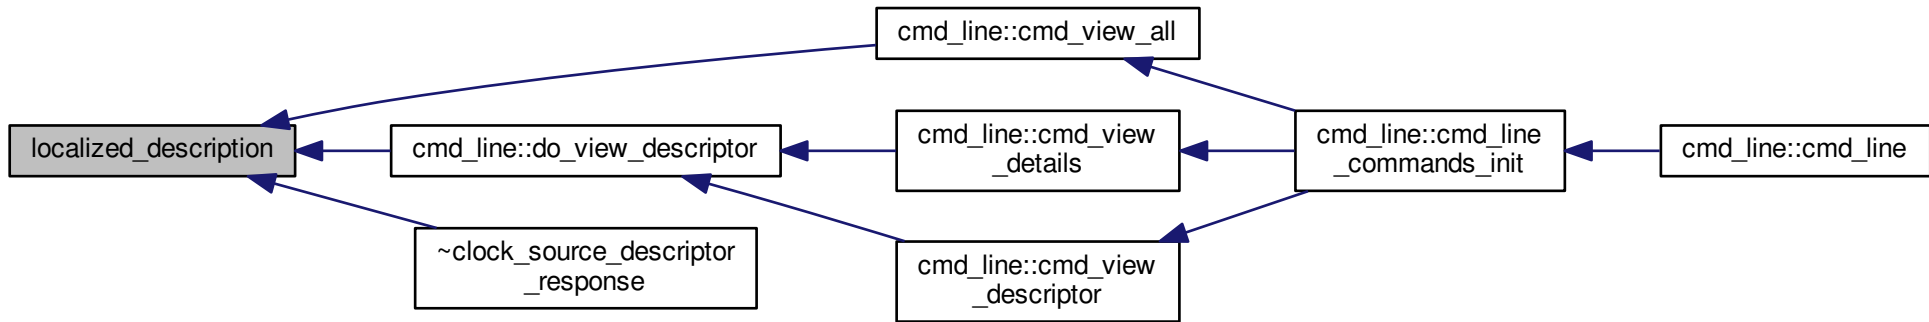 cmd_line::cmd_view_all
localized_description
cmd_line::do_view_descriptor
cmd_line::cmd_view
_details
cmd_line::cmd_line
_commands_init
cmd_line::cmd_line
~clock_source_descriptor
_response
cmd_line::cmd_view
_descriptor